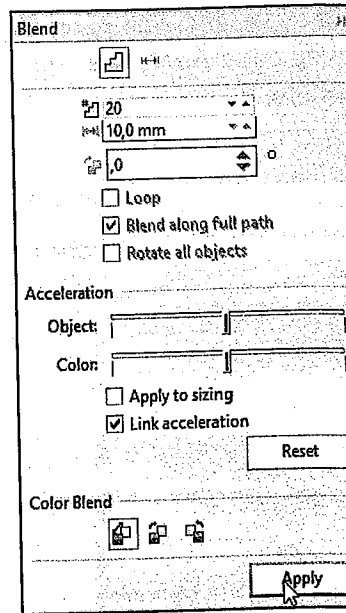 Blend
20
10,0 mm
,0
Loop
Blend along full path
Rotate all objects
Acceleration
Object:
Color:
Apply to sizing
Link acceleration
Reset
Color Blend
Apply